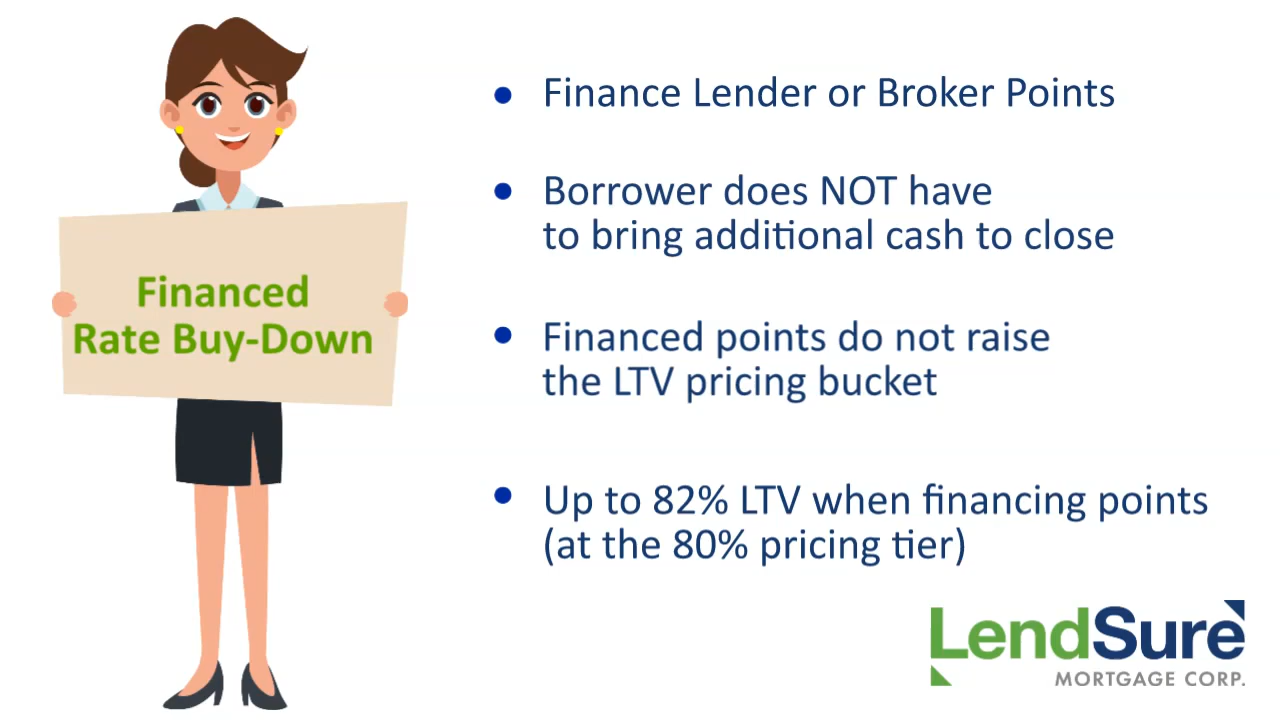 Financed
Rate Buy-Down
• Finance Lender or Broker Points
• Borrower does NOT have
to bring additional cash to close
• Financed points do not raise
the LTV pricing bucket
• Up to 82% LTV when financing points
(at the 80% pricing tier)
LendSure
MORTGAGE CORP.